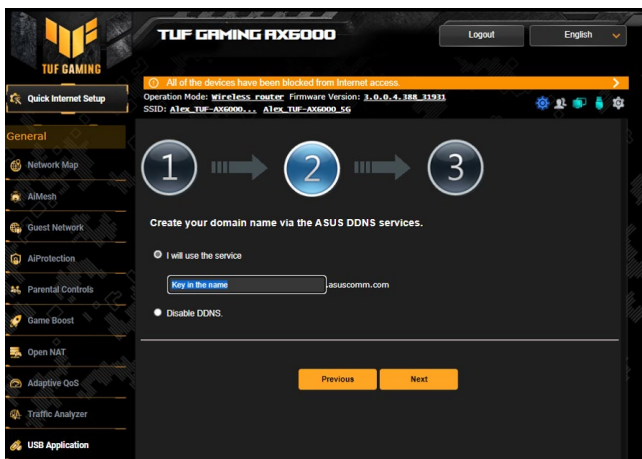 TUF GAMING AX6000
Logout
English
TUF GAMING
All of the devices have been blocked from Internet access.
Quick Internet Setup
Operation Mode: Wireless router Firmware Version: 3.0.0.4.388_31931
SSID: Alex_TUF-AX6000... Alex_TUF-AX6000_5G
General
Network Map
AiMesh
Guest Network
AiProtection
Parental Controls
Game Boost
Open NAT
Adaptive QoS
Traffic Analyzer
USB Application
1
2
3
Create your domain name via the ASUS DDNS services.
I will use the service
Key in the name .asuscomm.com
Disable DDNS.
Previous
Next